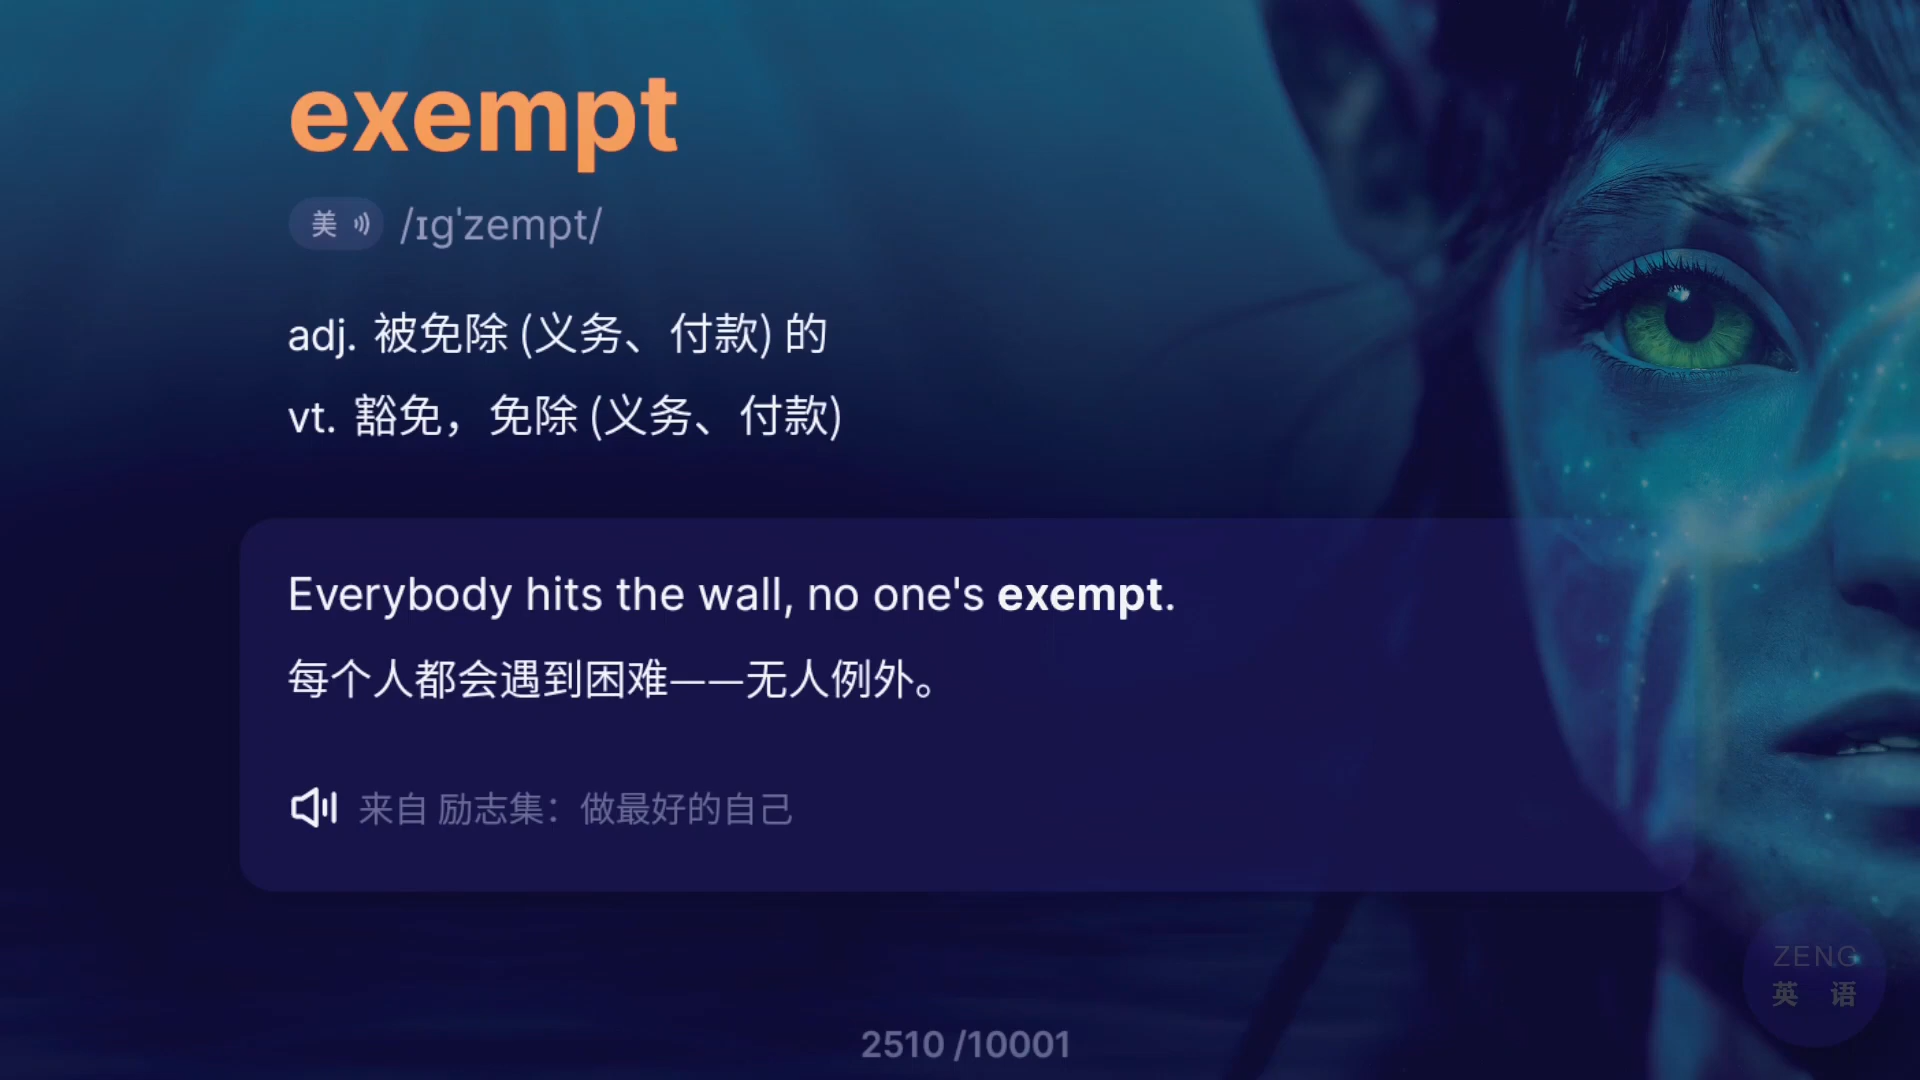 exempt
美 /ɪɡˈzempt/
adj. 被免除 (义务、付款) 的
vt. 豁免，免除 (义务、付款)
Everybody hits the wall, no one's exempt.
每个人都会遇到困难——无人例外。
来自 励志集：做最好的自己
ZENG
英 语
2510 /10001